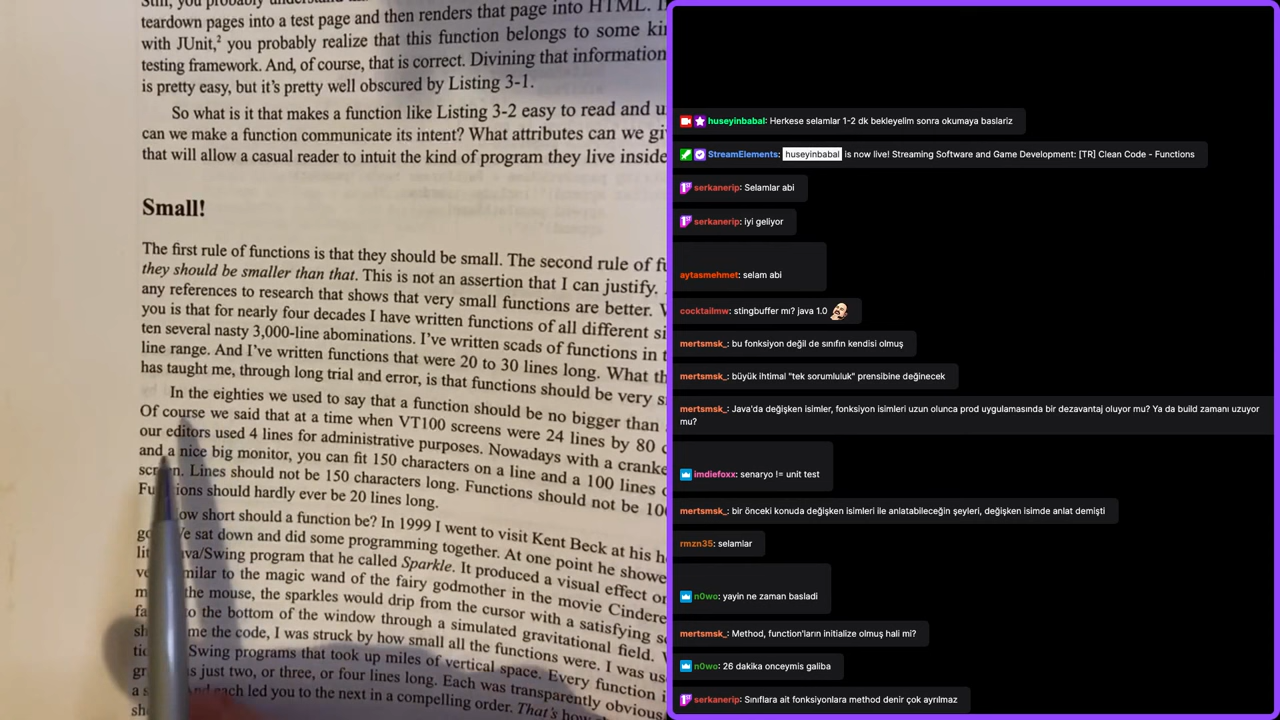 teardown pages into a test page and then renders that page into HTML.
with JUnit,² you probably realize that this function belongs to some
testing framework. And, of course, that is correct. Divining that information
is pretty easy, but it's pretty well obscured by Listing 3-1.
So what is it that makes a function like Listing 3-2 easy to read and
can we make a function communicate its intent? What attributes can we
that will allow a casual reader to intuit the kind of program they live inside
Small!
The first rule of functions is that they should be small. The second rule of
they should be smaller than that. This is not an assertion that I can justify.
any references to research that shows that very small functions are better.
you is that for nearly four decades I have written functions of all different
ten several nasty 3,000-line abominations. I've written scads of functions in
line range. And I've written functions that were 20 to 30 lines long. What
has taught me, through long trial and error, is that functions should be very
In the eighties we used to say that a function should be no bigger than
Of course we said that at a time when VT100 screens were 24 lines by 80
our editors used 4 lines for administrative purposes. Nowadays with a
and a nice big monitor, you can fit 150 characters on a line and a 100 lines
Lines should not be 150 characters long. Functions should not be
should hardly ever be 20 lines long.
short should a function be? In 1999 I went to visit Kent Beck at his
sat down and did some programming together. At one point he
program that he called Sparkle. It produced a visual effect
to the magic wand of the fairy godmother in the movie
the mouse, the sparkles would drip from the cursor with a satisfying
to the bottom of the window through a simulated gravitational field.
me the code, I was struck by how small all the functions were. I was
Swing programs that took up miles of vertical space. Every function
just two, or three, or four lines long. Each was transparently
each led you to the next in a compelling order. That's
huseyinbabal: Herkese selamlar 1-2 dk bekleyelim sonra okumaya baslariz
StreamElements: huseyinbabal is now live! Streaming Software and Game Development: [TR] Clean Code - Functions
serkanerip: Selamlar abi
serkanerip: iyi geliyor
aytasmehmet: selam abi
cocktailmw: stingbuffer mı? java 1.0
mertsmsk_: bu fonksiyon değil de sınıfın kendisi olmuş
mertsmsk_: büyük ihtimal "tek sorumluluk" prensibine değinecek
mertsmsk_: Java'da değişken isimler, fonksiyon isimleri uzun olunca prod uygulamasında bir dezavantaj oluyor mu? Ya da build zamanı uzuyor
mu?
imdiefoxx: senaryo != unit test
mertsmsk_: bir önceki konuda değişken isimleri ile anlatabileceğin şeyleri, değişken isimde anlat demişti
rmzn35: selamlar
n0wo: yayin ne zaman basladi
mertsmsk_: Method, function'ların initialize olmuş hali mi?
n0wo: 26 dakika onceymis galiba
serkanerip: Sınıflara ait fonksiyonlara method denir çok ayrılmaz